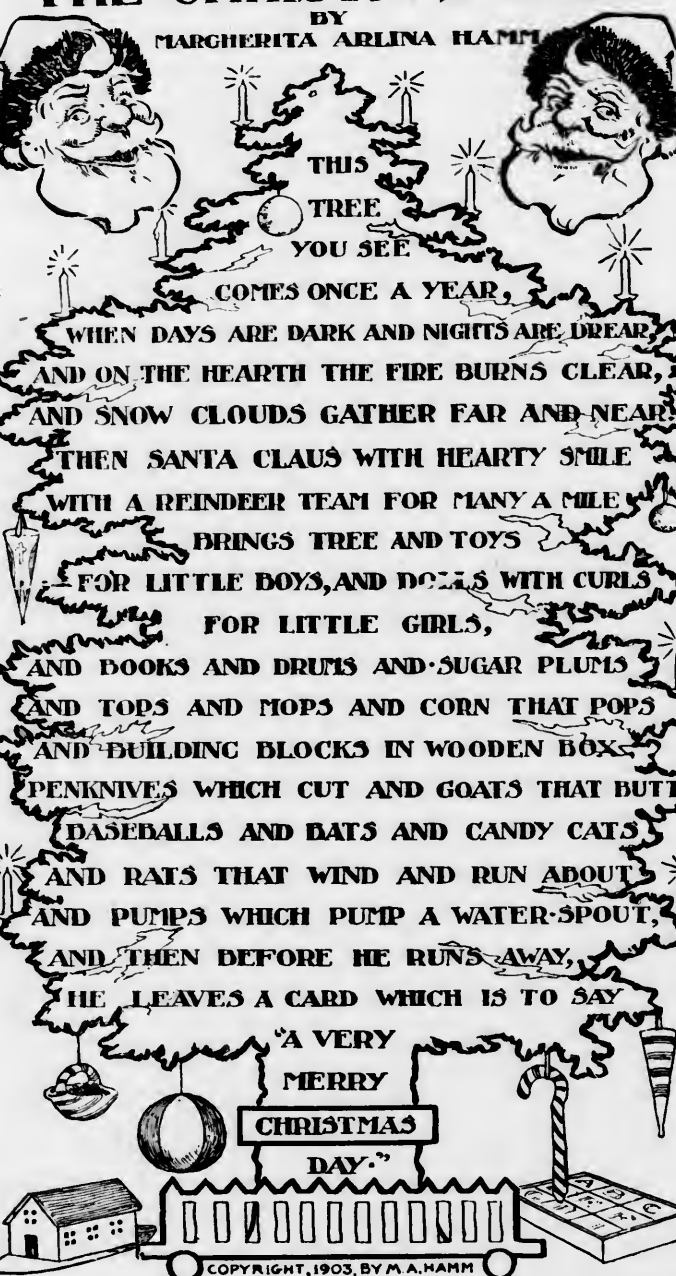 THE CHRISTMAS
BY
MARGHERITA ARLINA HAMM
THIS
TREE
YOU SEE
COMES ONCE A YEAR,
WHEN DAYS ARE DARK AND NIGHTS ARE DREAR,
AND ON THE HEARTH THE FIRE BURNS CLEAR,
AND SNOW CLOUDS GATHER FAR AND NEAR.
THEN SANTA CLAUS WITH HEARTY SMILE
WITH A REINDEER TEAM FOR MANY A MILE
BRINGS TREE AND TOYS
FOR LITTLE BOYS, AND DOLLS WITH CURLS
FOR LITTLE GIRLS,
AND BOOKS AND DRUMS AND·SUGAR PLUMS
AND TOPS AND MOPS AND CORN THAT POPS
AND BUILDING BLOCKS IN WOODEN BOX
PENKNIVES WHICH CUT AND GOATS THAT BUTT
BASEBALLS AND BATS AND CANDY CATS
AND RATS THAT WIND AND RUN ABOUT
AND PUMPS WHICH PUMP A WATER-SPOUT,
AND THEN BEFORE HE RUNS AWAY,
HE LEAVES A CARD WHICH IS TO SAY
"A VERY
MERRY
CHRISTMAS
DAY."
A B C
COPYRIGHT, 1903, BY M. A. HAMM